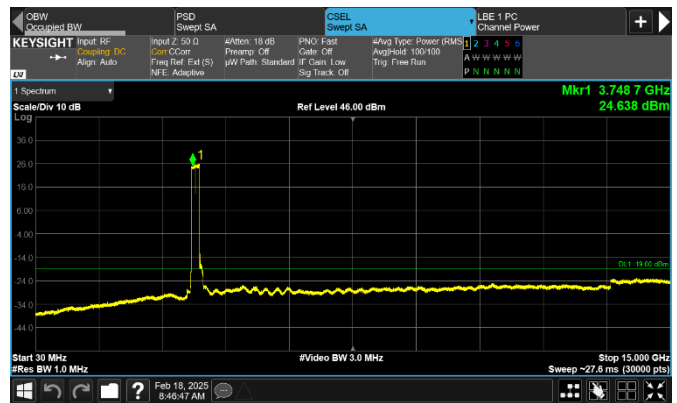 OBW
Occupied BW
PSD
Swept SA
CSEL
Swept SA
LBE 1 PC
Channel Power
KEYSIGHT
Input: RF
Coupling: DC
Align: Auto
Input Z: 50 Ω
Corr CCorr
Freq Ref: Ext (S)
NFE: Adaptive
#Atten: 18 dB
Preamp: Off
µW Path: Standard
PNO: Fast
Gate: Off
IF Gain: Low
Sig Track: Off
#Avg Type: Power (RMS)
Avg|Hold: 100/100
Trig: Free Run
1 2 3 4 5 6
A W W W W W
P N N N N N
LXI
1 Spectrum
Scale/Div 10 dB
Ref Level 46.00 dBm
Mkr1 3.748 7 GHz
24.638 dBm
Log
36.0
26.0
16.0
6.00
-4.00
-14.0
-24.0
-34.0
-44.0
1
DL1 -19.00 dBm
Start 30 MHz
#Res BW 1.0 MHz
#Video BW 3.0 MHz
Stop 15.000 GHz
Sweep ~27.6 ms (30000 pts)
Feb 18, 2025
8:46:47 AM